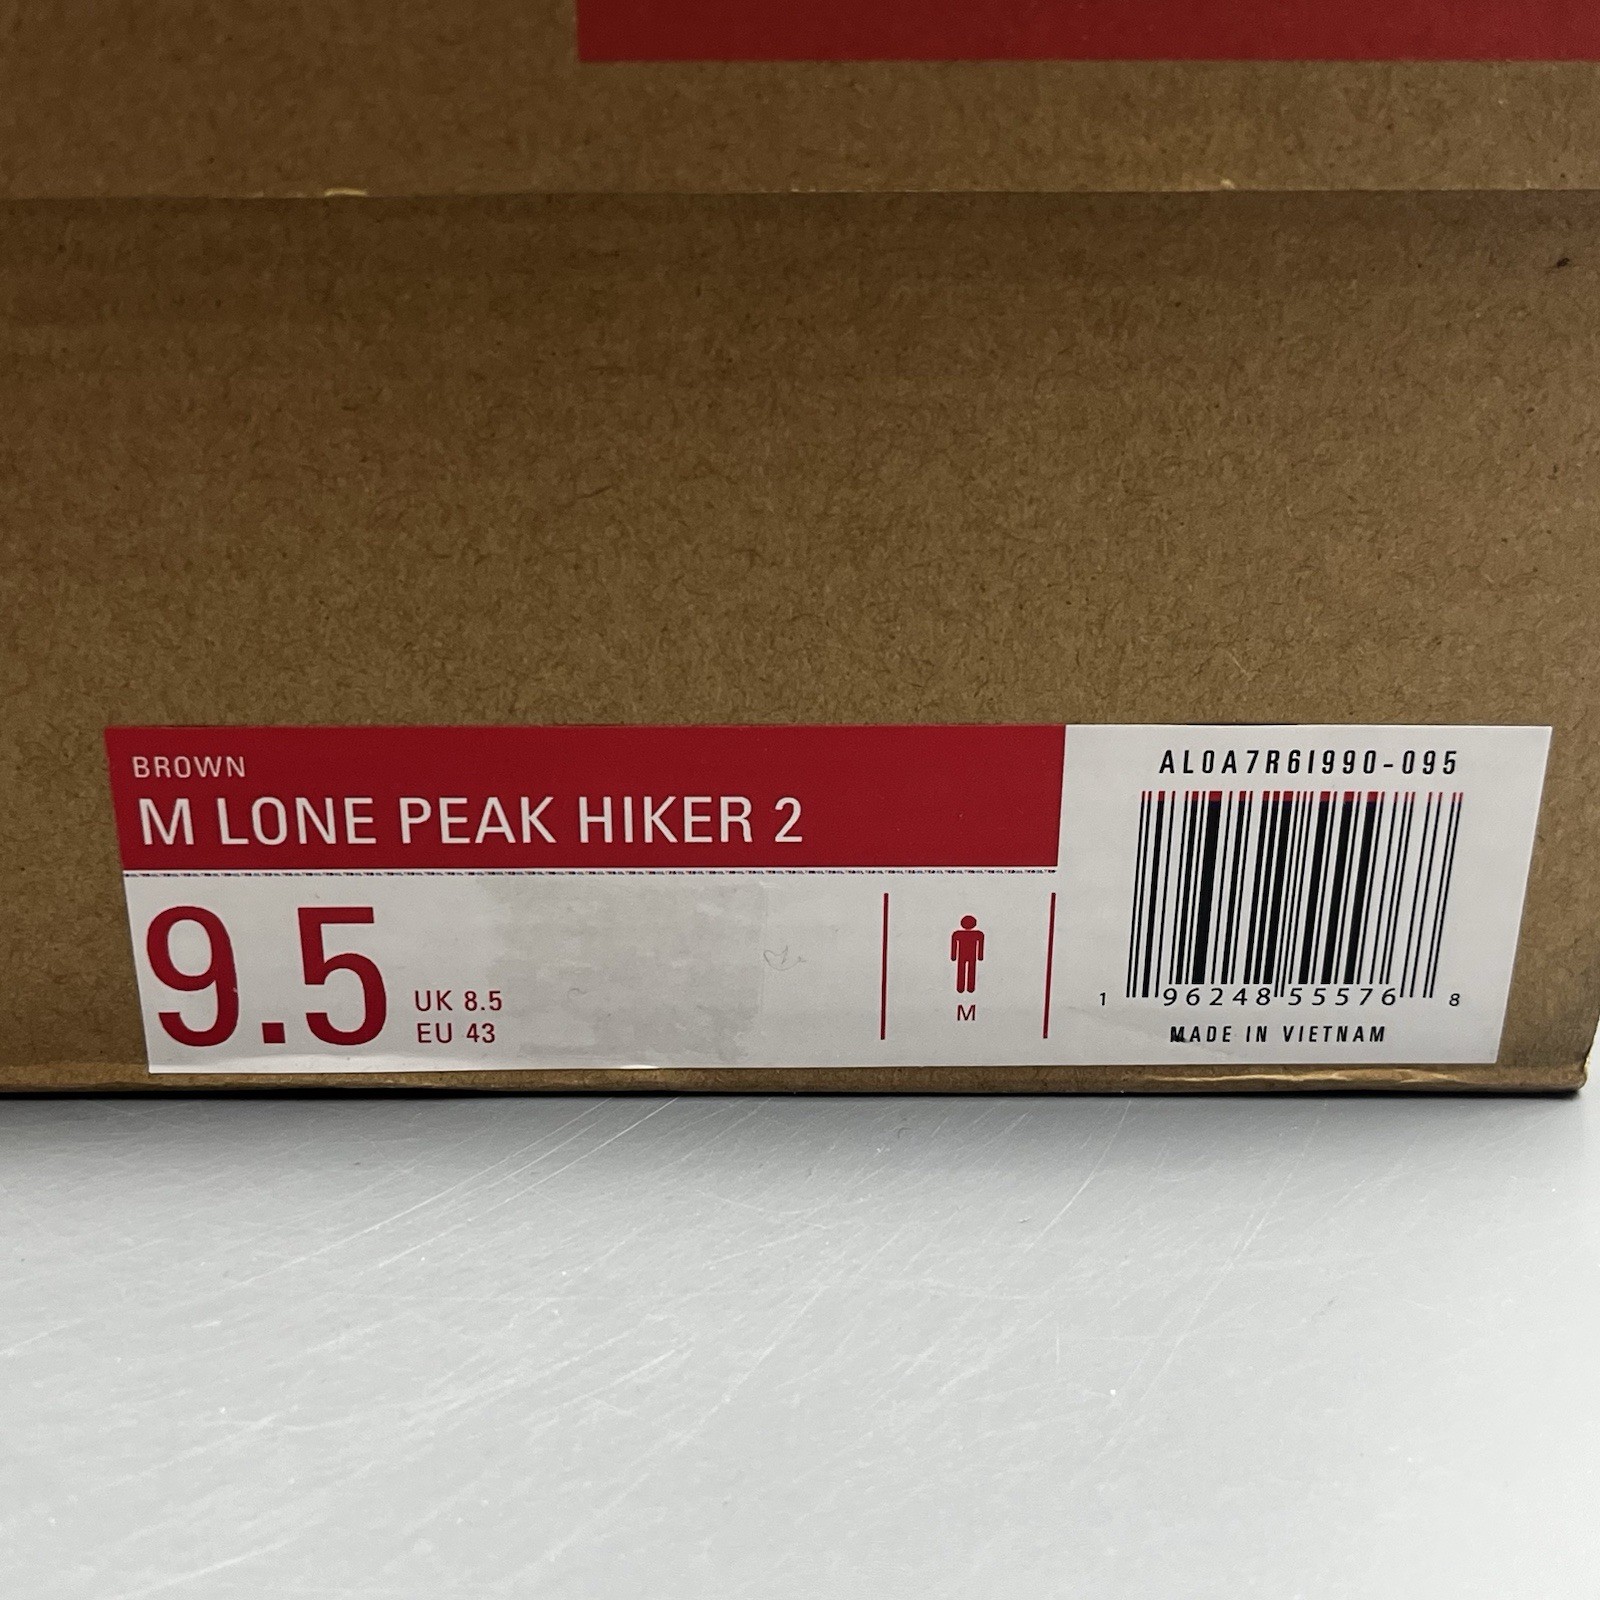 BROWN
M LONE PEAK HIKER 2
9.5
UK 8.5
EU 43
M
AL0A7R6I990-095
1 96248 55576 8
MADE IN VIETNAM